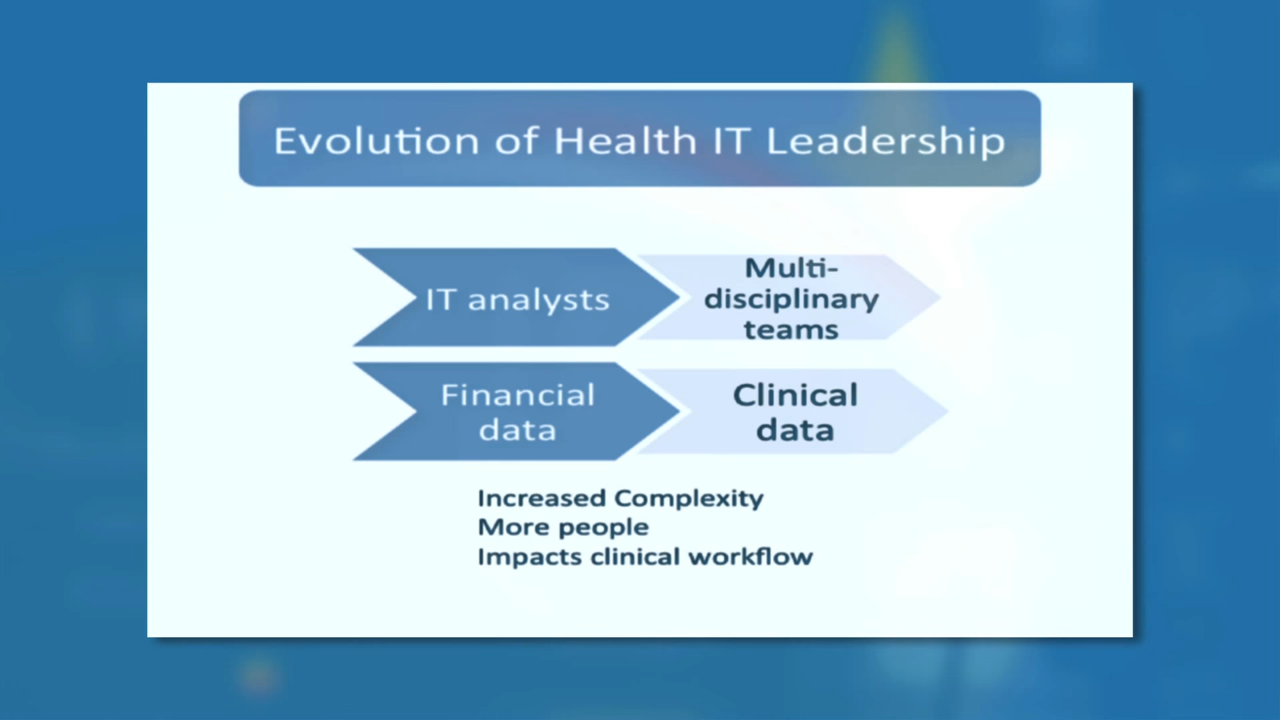 Evolution of Health IT Leadership
IT analysts
Multi-
disciplinary
teams
Financial
data
Clinical
data
Increased Complexity
More people
Impacts clinical workflow